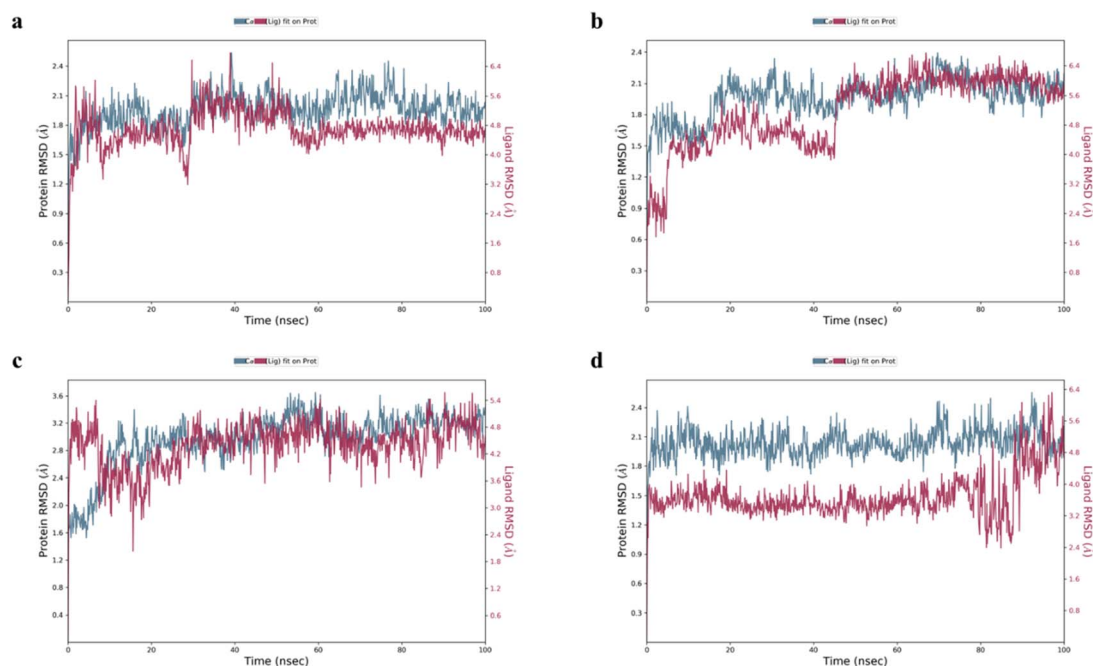 a
Cα (Lig) fit on Prot
Protein RMSD (Å)
2.4
2.1
1.8
1.5
1.2
0.9
0.6
0.3
6.4
5.6
4.8
4.0
3.2
2.4
1.6
0.8
Ligand RMSD (Å)
0 20 40 60 80 100
Time (nsec)
b
Cα (Lig) fit on Prot
Protein RMSD (Å)
2.4
2.1
1.8
1.5
1.2
0.9
0.6
0.3
6.4
5.6
4.8
4.0
3.2
2.4
1.6
0.8
Ligand RMSD (Å)
0 20 40 60 80 100
Time (nsec)
c
Cα (Lig) fit on Prot
Protein RMSD (Å)
3.6
3.2
2.8
2.4
2.0
1.6
1.2
0.8
0.4
5.4
4.8
4.2
3.6
3.0
2.4
1.8
1.2
0.6
Ligand RMSD (Å)
0 20 40 60 80 100
Time (nsec)
d
Cα (Lig) fit on Prot
Protein RMSD (Å)
2.4
2.1
1.8
1.5
1.2
0.9
0.6
0.3
6.4
5.6
4.8
4.0
3.2
2.4
1.6
0.8
Ligand RMSD (Å)
0 20 40 60 80 100
Time (nsec)